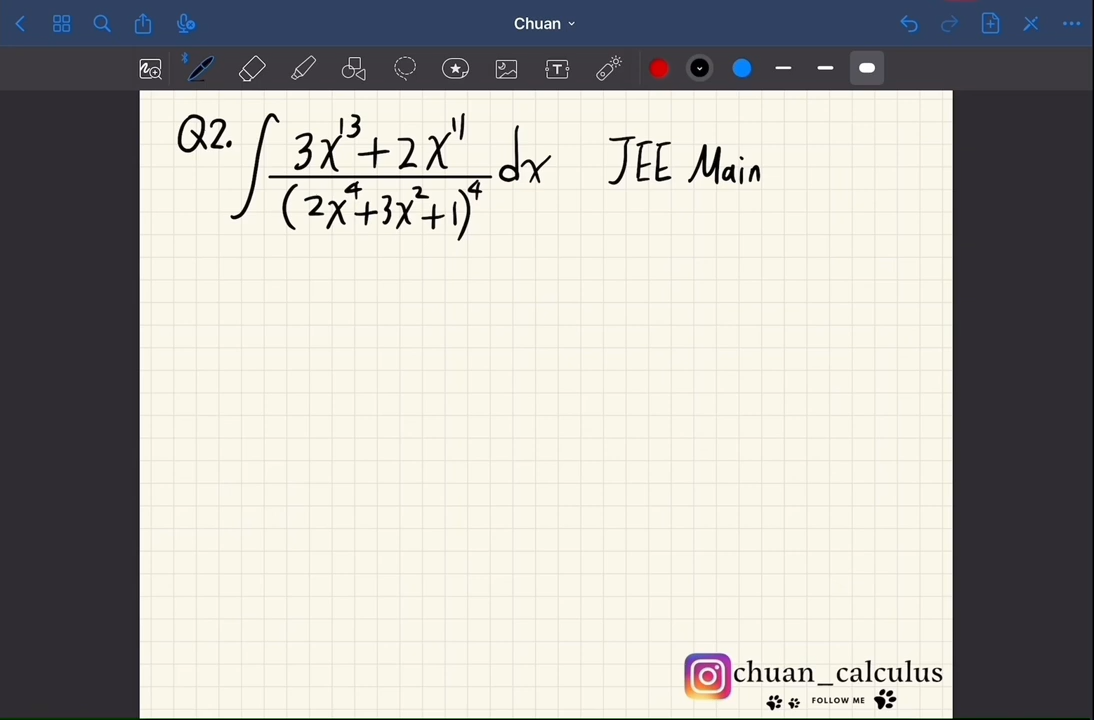 Chuan
Q2. ∫ (3x¹³ + 2x¹¹) / (2x⁴ + 3x² + 1)⁴ dx JEE Main
chuan_calculus
FOLLOW ME